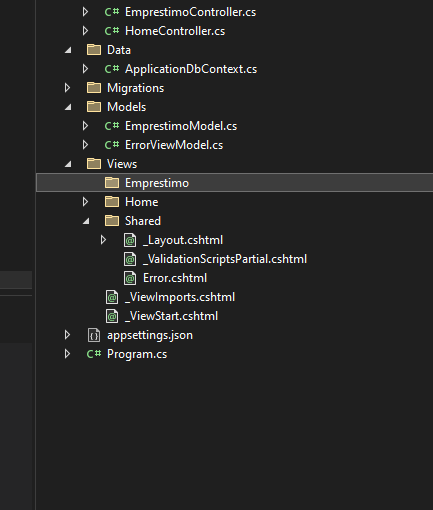 C# EmprestimoController.cs
C# HomeController.cs
Data
C# ApplicationDbContext.cs
Migrations
Models
C# EmprestimoModel.cs
C# ErrorViewModel.cs
Views
Emprestimo
Home
Shared
@ _Layout.cshtml
@ _ValidationScriptsPartial.cshtml
@ Error.cshtml
@ _ViewImports.cshtml
@ _ViewStart.cshtml
appsettings.json
C# Program.cs